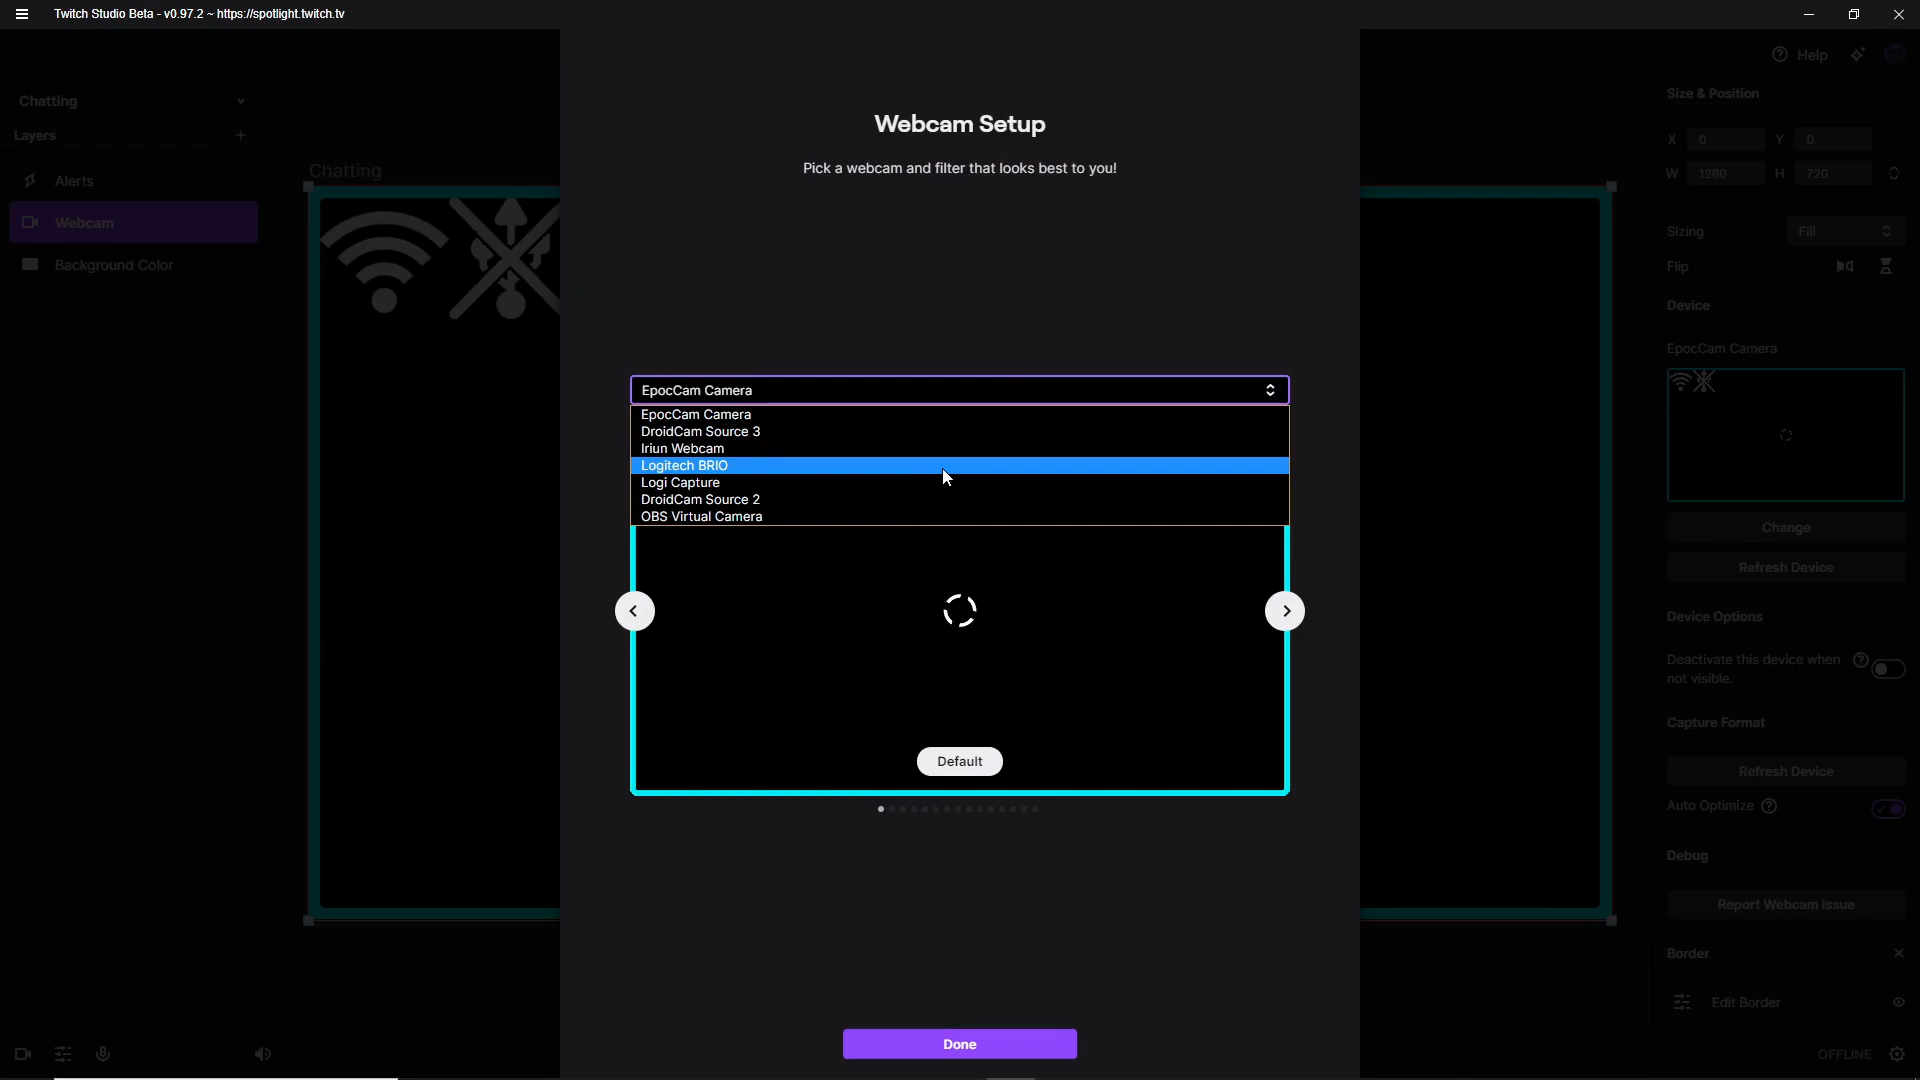 Twitch Studio Beta - v0.97.2 ~ https://spotlight.twitch.tv
Help
Chatting
Layers
Alerts
Webcam
Background Color
Chatting
Webcam Setup
Pick a webcam and filter that looks best to you!
EpocCam Camera
EpocCam Camera
DroidCam Source 3
Iriun Webcam
Logitech BRIO
Logi Capture
DroidCam Source 2
OBS Virtual Camera
Default
Done
Size & Position
X 0 Y 0
W 1280 H 720
Sizing Fill
Flip
Device
EpocCam Camera
Change
Refresh Device
Device Options
Deactivate this device when
not visible.
Capture Format
Refresh Device
Auto Optimize
Debug
Report Webcam Issue
Border
Edit Border
OFFLINE